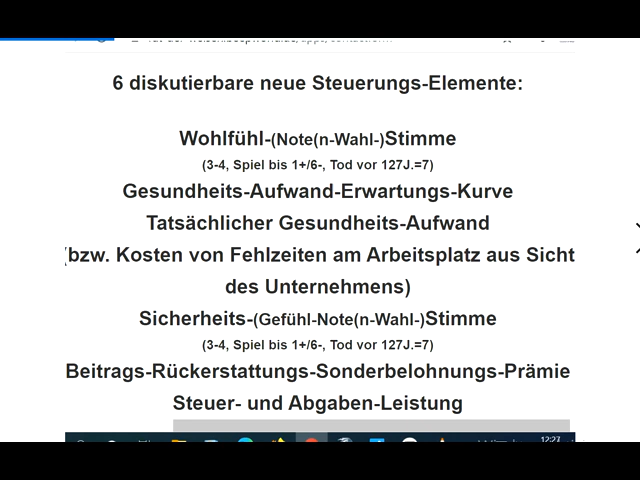 6 diskutierbare neue Steuerungs-Elemente:
Wohlfühl-(Note(n-Wahl-)Stimme
(3-4, Spiel bis 1+/6-, Tod vor 127J.=7)
Gesundheits-Aufwand-Erwartungs-Kurve
Tatsächlicher Gesundheits-Aufwand
(bzw. Kosten von Fehlzeiten am Arbeitsplatz aus Sicht
des Unternehmens)
Sicherheits-(Gefühl-Note(n-Wahl-)Stimme
(3-4, Spiel bis 1+/6-, Tod vor 127J.=7)
Beitrags-Rückerstattungs-Sonderbelohnungs-Prämie
Steuer- und Abgaben-Leistung
12:27